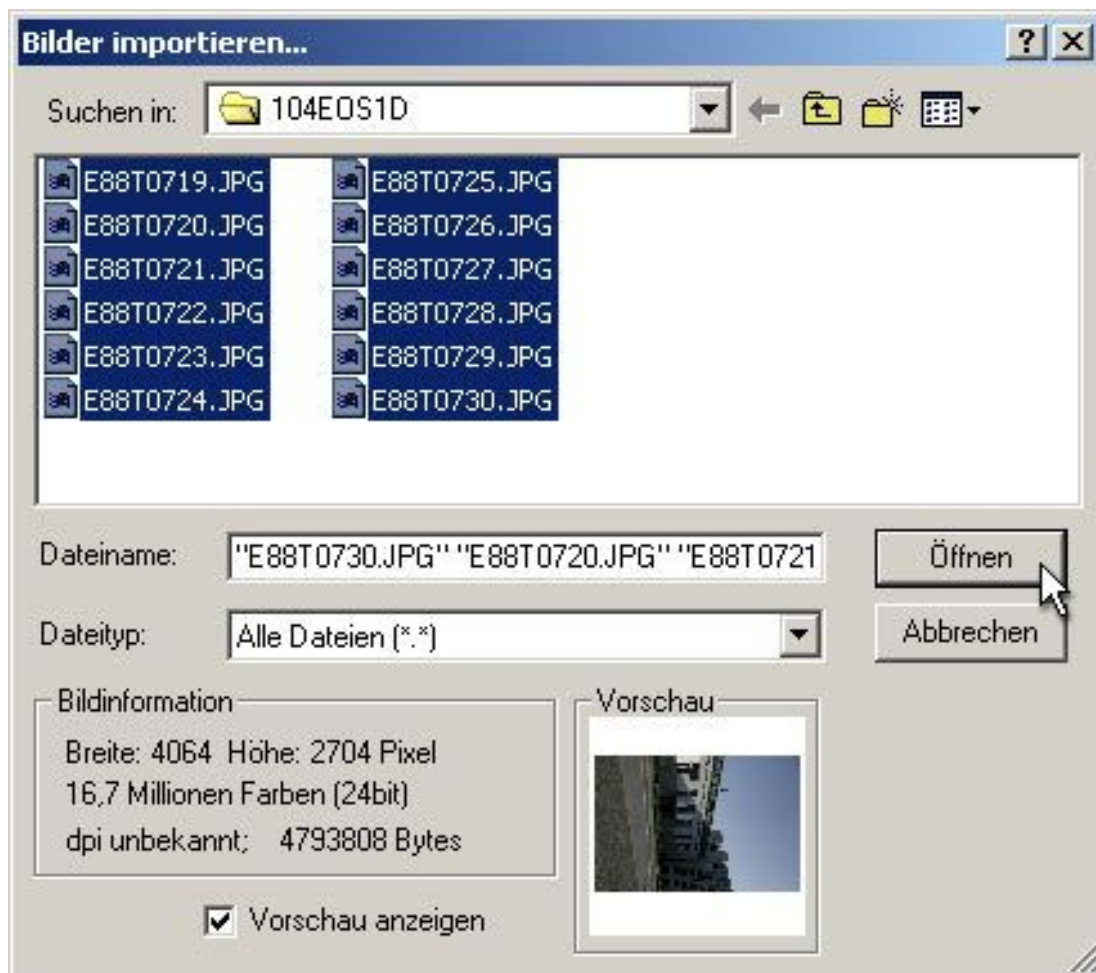 Bilder importieren...
Suchen in: 104EOS1D
E88T0719.JPG
E88T0720.JPG
E88T0721.JPG
E88T0722.JPG
E88T0723.JPG
E88T0724.JPG
E88T0725.JPG
E88T0726.JPG
E88T0727.JPG
E88T0728.JPG
E88T0729.JPG
E88T0730.JPG
Dateiname: "E88T0730.JPG" "E88T0720.JPG" "E88T0721
Öffnen
Dateityp: Alle Dateien (*.*)
Abbrechen
Bildinformation
Breite: 4064 Höhe: 2704 Pixel
16,7 Millionen Farben (24bit)
dpi unbekannt; 4793808 Bytes
Vorschau anzeigen
Vorschau